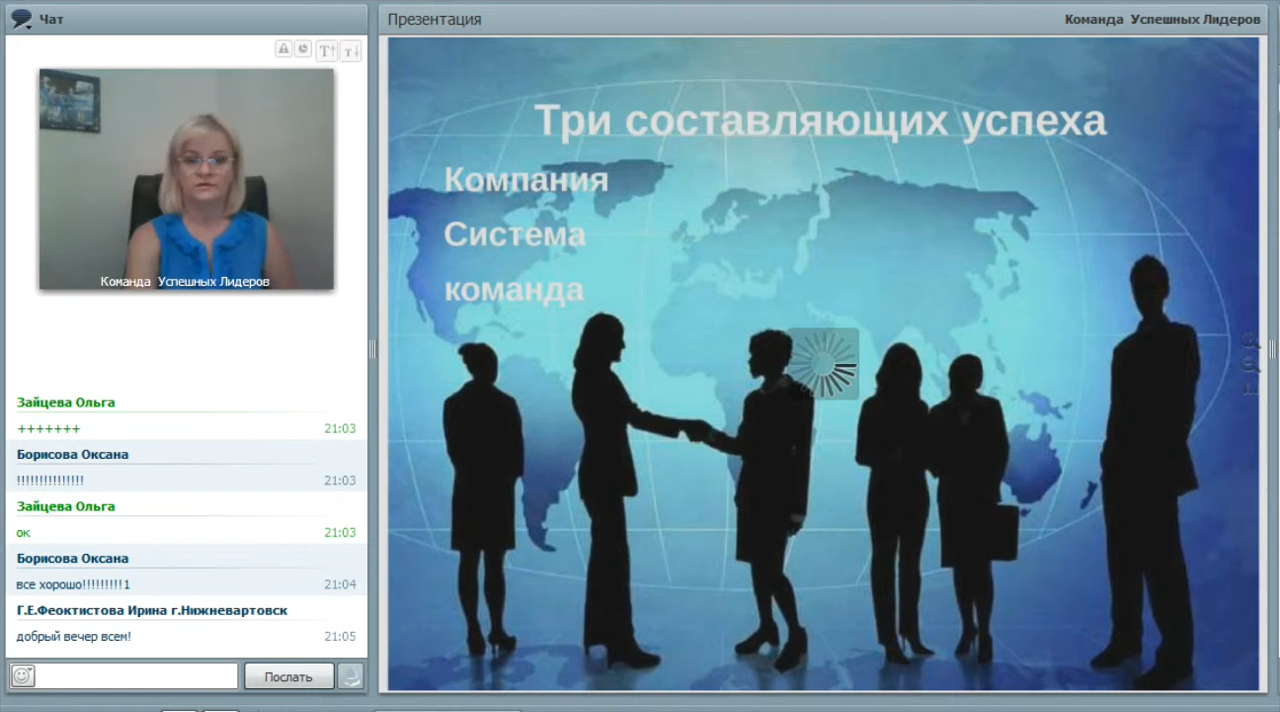 Чат
Команда Успешных Лидеров
Зайцева Ольга
+++++++ 21:03
Борисова Оксана
!!!!!!!!!!!!!!! 21:03
Зайцева Ольга
ок 21:03
Борисова Оксана
все хорошо!!!!!!!!!1 21:04
Г.Е.Феоктистова Ирина г.Нижневартовск
добрый вечер всем! 21:05
Послать
Презентация Команда Успешных Лидеров
Три составляющих успеха
Компания
Система
команда